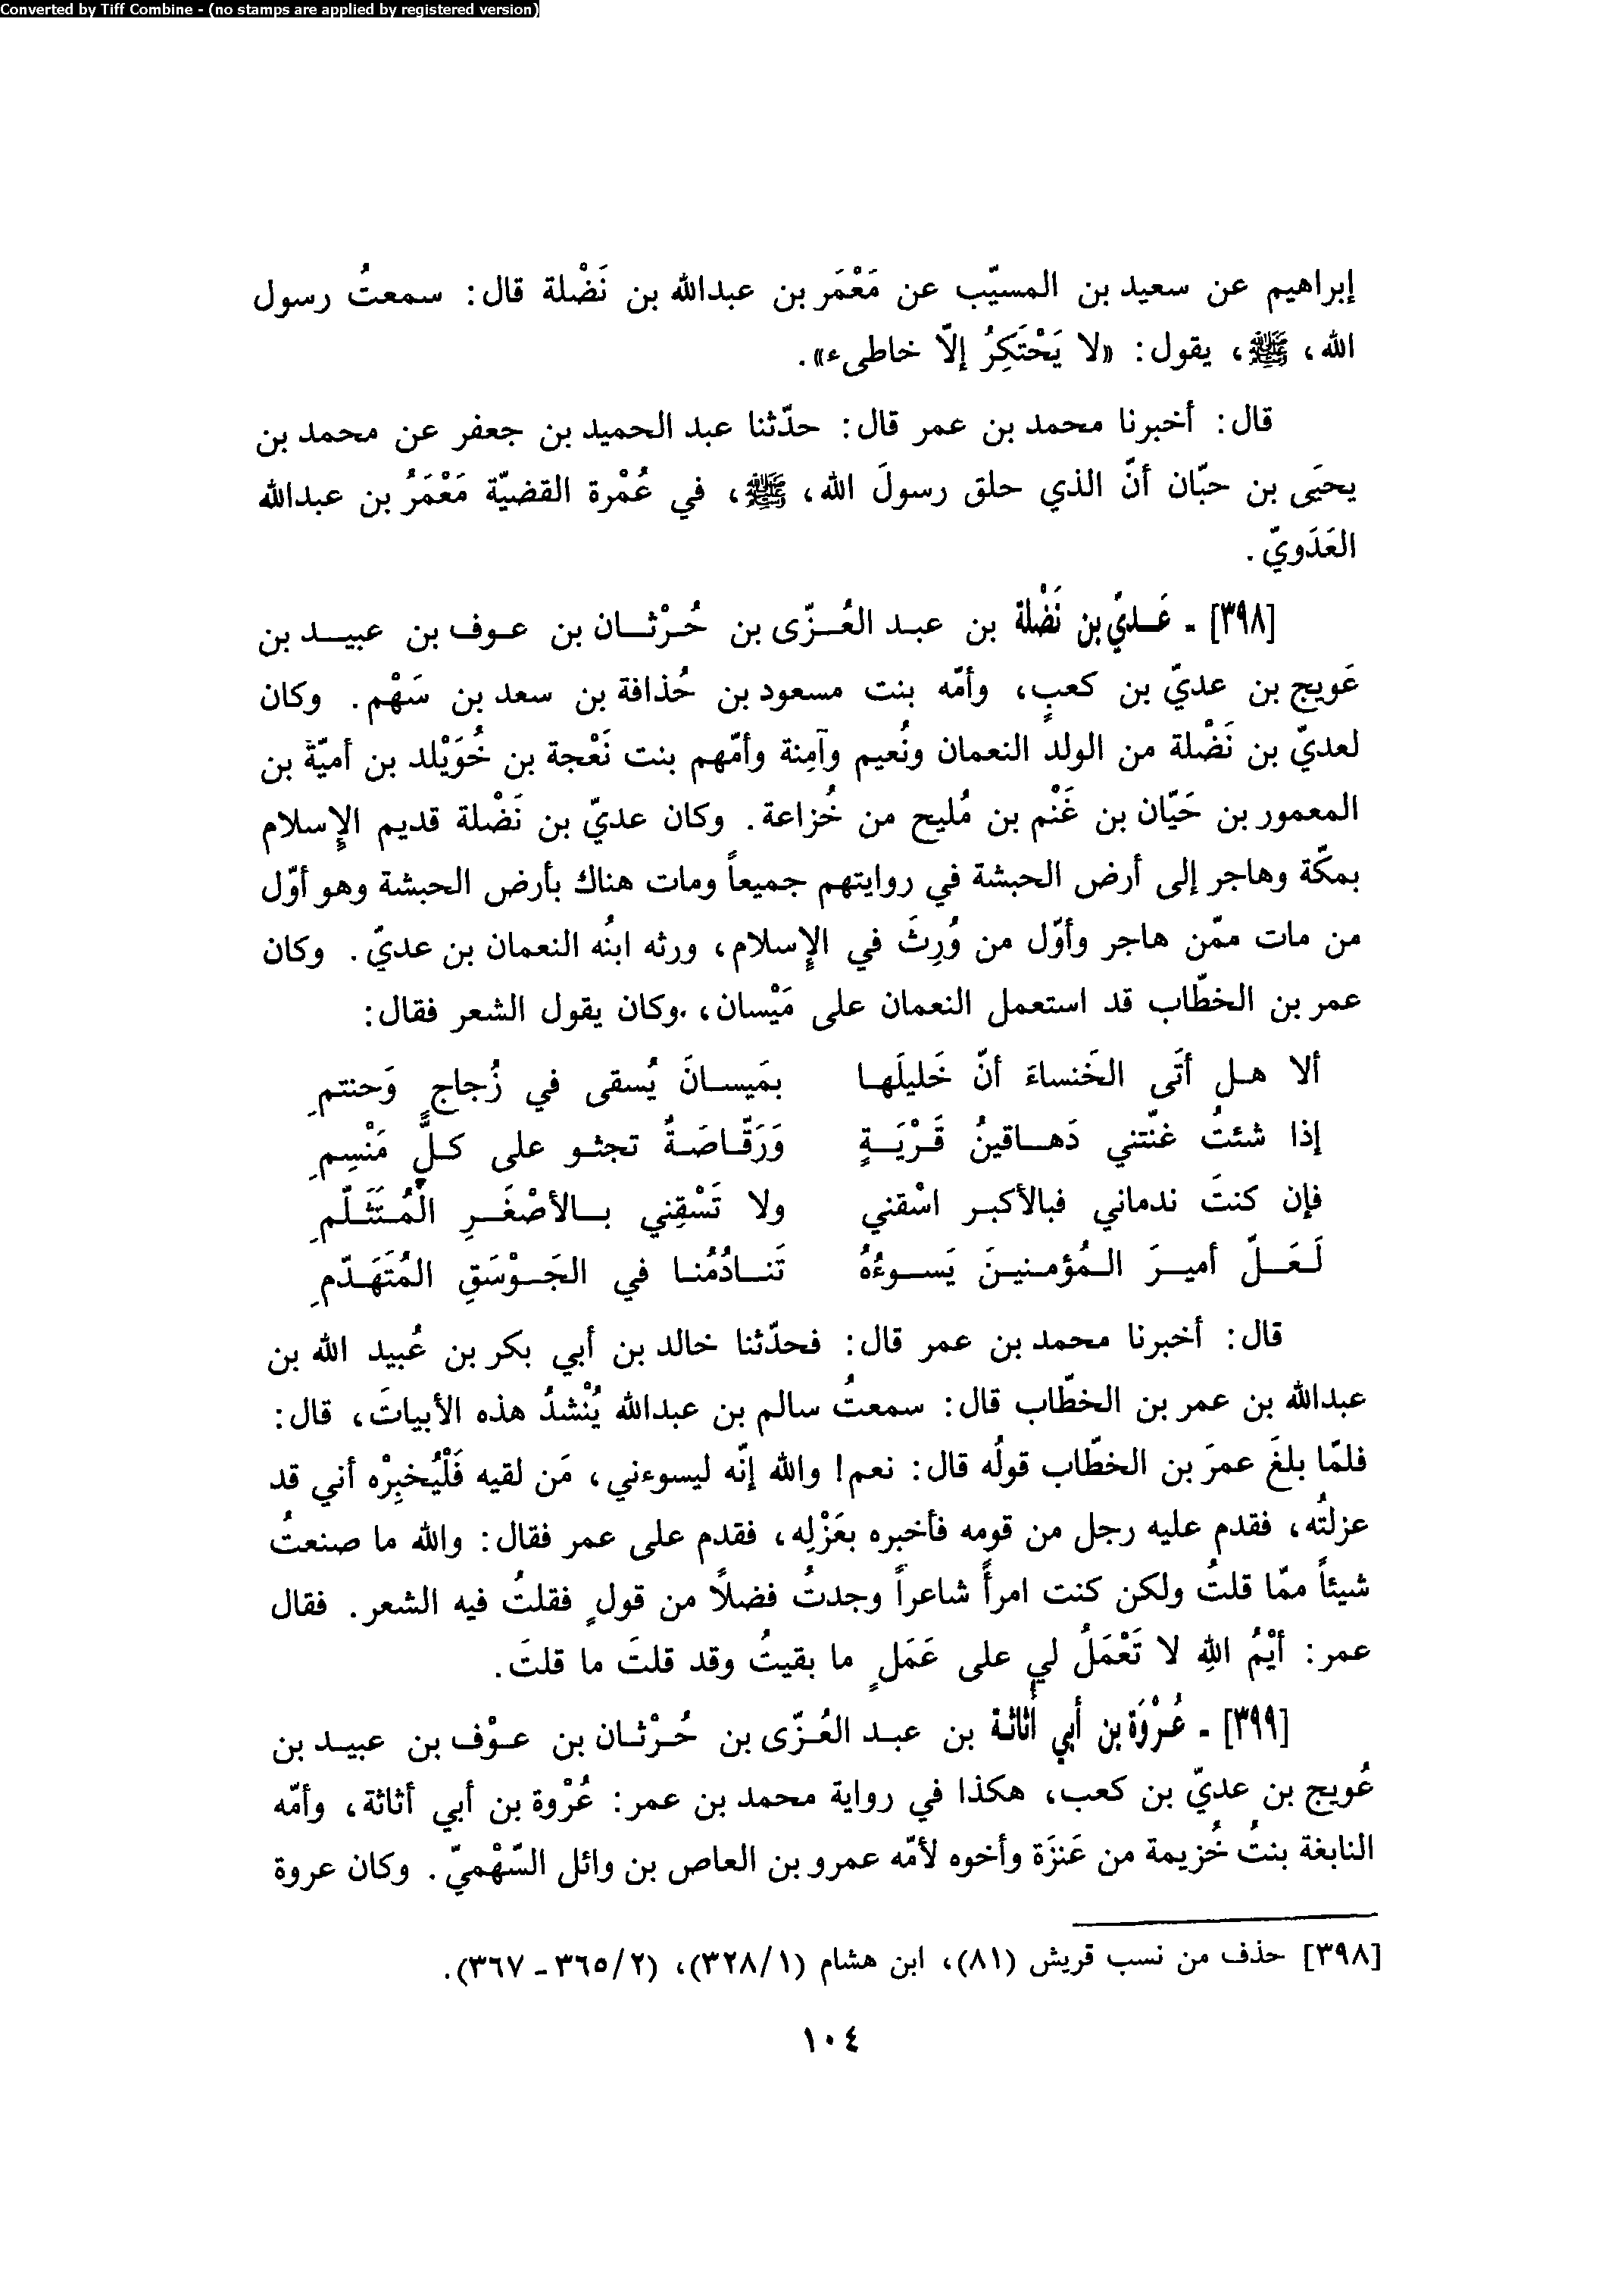 Converted by Tiff Combine - (no stamps are applied by registered version)
إبراهيم عن سعيد بن المسيّب عن مَعْمَر بن عبدالله بن نَضْلة قال: سمعتُ رسول
الله، ﷺ، يقول: «لا يَحْتَكِرُ إلّا خاطىء».
قال: أخبرنا محمد بن عمر قال: حدّثنا عبد الحميد بن جعفر عن محمد بن
يحيَى بن حبّان أنّ الذي حلق رسولَ الله، ﷺ، في عُمْرة القضيّة مَعْمَرُ بن عبدالله
العَدَويّ.
[٣٩٨] - عَديّ بن نَضْلة بن عبد العُزّى بن حُرْثان بن عوف بن عبيد بن
عَويج بن عديّ بن كعبٍ، وأمّه بنت مسعود بن حُذافة بن سعد بن سَهْم. وكان
لعديّ بن نَضْلة من الولد النعمان ونُعيم وآمِنة وأمّهم بنت نَعْجة بن خُوَيْلد بن أميّة بن
المعمور بن حَيّان بن غَنْم بن مُليح من خُزاعة. وكان عديّ بن نَضْلة قديم الإسلام
بمكّة وهاجر إلى أرض الحبشة في روايتهم جميعاً ومات هناك بأرض الحبشة وهو أوّل
من مات ممّن هاجر وأوّل من وُرِثَ في الإسلام، ورثه ابنُه النعمان بن عديّ. وكان
عمر بن الخطّاب قد استعمل النعمان على مَيْسان، وكان يقول الشعر فقال:
ألا هل أتَى الخَنساءَ أنّ خَليلَها بمَيسانَ يُسقى في زُجاجٍ وَحنتمِ
إذا شئتُ غنّتني دَهاقينُ قَرْيَةٍ وَرَقّاصَةٌ تجثو على كلّ مَنْسِمِ
فإن كنتَ ندماني فبالأكبر اسْقني ولا تَسْقِني بالأصْغَرِ المُتَثَلّمِ
لَعَلّ أميرَ المُؤمنينَ يَسوءُهُ تَنادُمُنا في الجَوْسَقِ المُتَهَدّمِ
قال: أخبرنا محمد بن عمر قال: فحدّثنا خالد بن أبي بكر بن عُبيد الله بن
عبدالله بن عمر بن الخطّاب قال: سمعتُ سالم بن عبدالله يُنْشدُ هذه الأبياتَ، قال:
فلمّا بلغَ عمرَ بن الخطّاب قولُه قال: نعم! والله إنّه ليسوءني، مَن لقيه فَلْيُخبِرْه أني قد
عزلتُه، فقدم عليه رجل من قومه فأخبره بعَزْلِه، فقدم على عمر فقال: والله ما صنعتُ
شيئاً ممّا قلتُ ولكن كنت امرأً شاعراً وجدتُ فضلًا من قولٍ فقلتُ فيه الشعر. فقال
عمر: أيْمُ اللهِ لا تَعْمَلُ لي على عَمَلٍ ما بقيتُ وقد قلتَ ما قلتَ.
[٣٩٩] - عُرْوَة بن أبي أُثاثة بن عبد العُزّى بن حُرْثان بن عوْف بن عبيد بن
عُويج بن عديّ بن كعب، هكذا في رواية محمد بن عمر: عُرْوة بن أبي أثاثة، وأمّه
النابغة بنتُ خُزيمة من عَنزَة وأخوه لأمّه عمرو بن العاص بن وائل السّهْميّ. وكان عروة
[٣٩٨] حذف من نسب قريش (٨١)، ابن هشام (٣٢٨/١)، (٣٦٥/٢ - ٣٦٧).
١٠٤